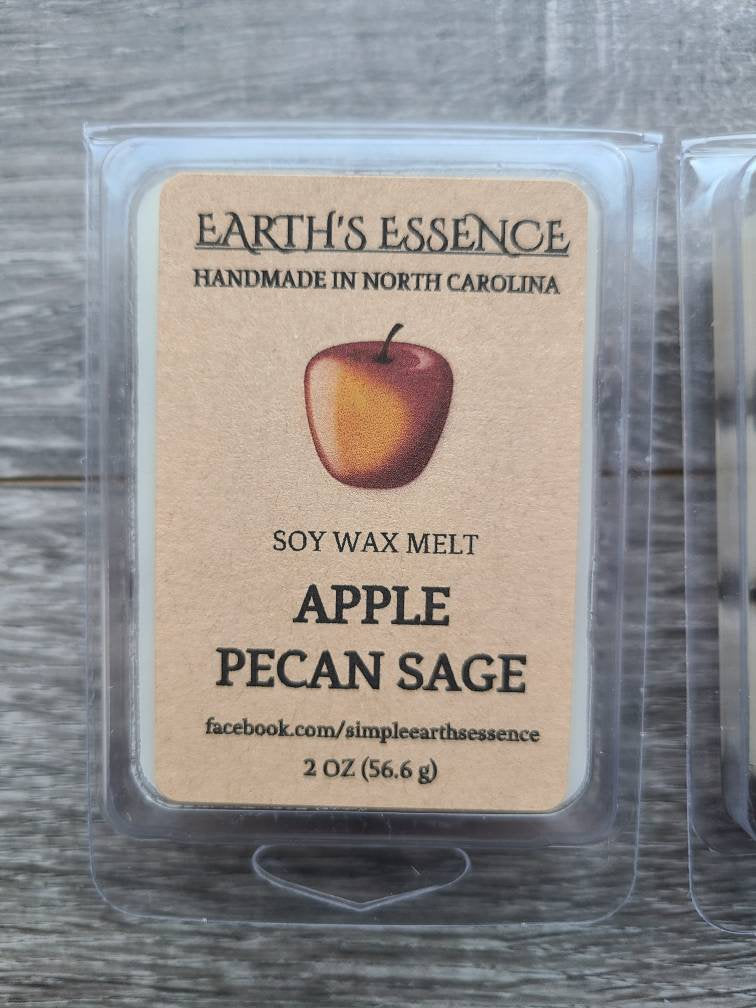 EARTH'S ESSENCE
HANDMADE IN NORTH CAROLINA
SOY WAX MELT
APPLE
PECAN SAGE
facebook.com/simpleearthsessence
2 OZ (56.6 g)